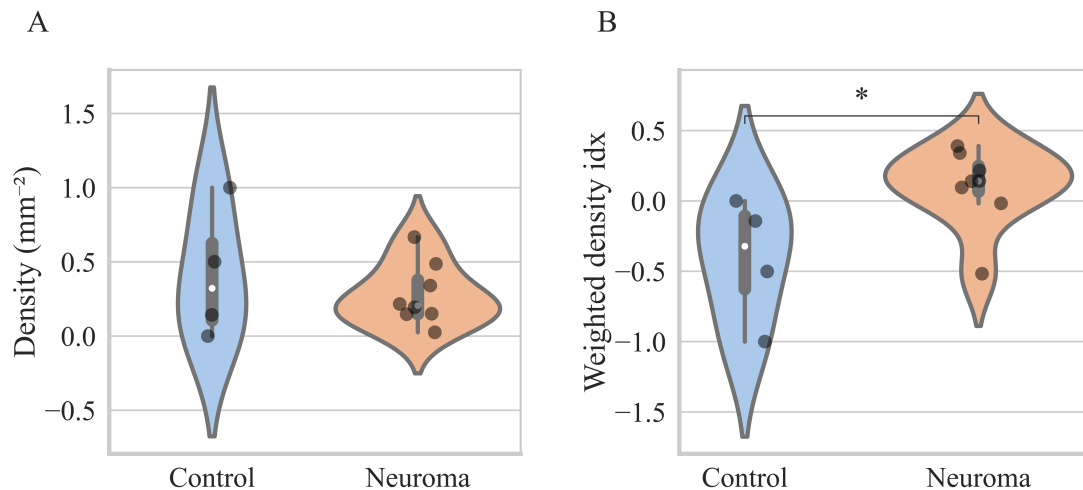 A
B
Density (mm⁻²)
1.5
1.0
0.5
0.0
−0.5
Control
Neuroma
Weighted density idx
*
0.5
0.0
−0.5
−1.0
−1.5
Control
Neuroma